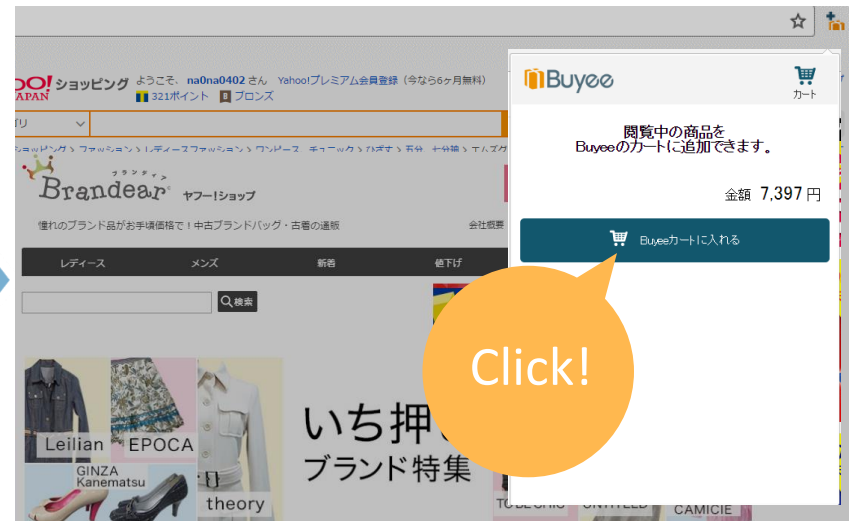 ショッピング ようこそ、na0na0402 さん Yahoo!プレミアム会員登録（今なら6ヶ月無料）
JAPAN
321ポイント ブロンズ
Brandear ヤフー!ショップ
憧れのブランド品がお手頃価格で！中古ブランドバッグ・古着の通販 会社概要
レディース メンズ 新着 値下げ
検索
Leilian EPOCA
GINZA
Kanematsu
theory
いち押
ブランド特集
CAMICIE
Buyee
カート
閲覧中の商品を
Buyeeのカートに追加できます。
金額 7,397 円
Buyeeカートに入れる
Click!